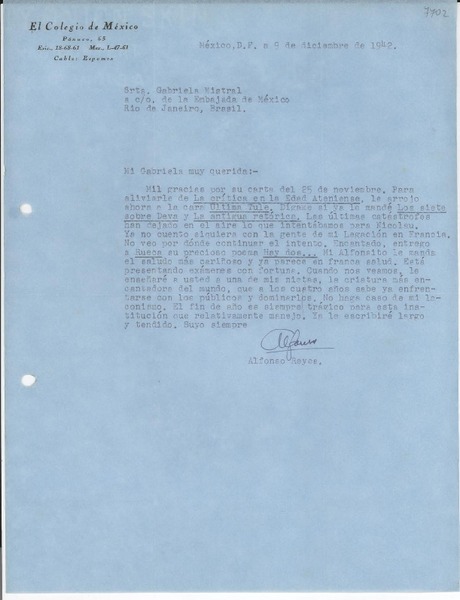 7702
El Colegio de México
Pánuco, 63
Eric. 18-68-61 Mex. L-47-61
Cable:
México, D.F. a 9 de diciembre de 1942.
Srta. Gabriela Mistral
a c/o. de la Embajada de México
Rio de Janeiro, Brasil.
Mi Gabriela muy querida:-
Mil gracias por su carta del 25 de noviembre. Para
aliviarle de La crítica en la Edad Ateniense, le arrojo
ahora a la cara Última Tule. Dígame si ya le mandé Los siete
sobre Deva y La antigua retórica. Las últimas catástrofes
han dejado en el aire lo que intentábamos para Nicolau.
Ya no cuento siquiera con la gente de mi Legación en Francia.
No veo por dónde continuar el intento. Encantado, entrego
a Rueca su precioso poema Hay dos... Mi Alfonsito le manda
el saludo más cariñoso y ya parece en franca salud. Está
presentando exámenes con fortuna. Cuando nos veamos, le
enseñaré a usted a una de mis nietas, la criatura más en-
cantadora del mundo, que a los cuatro años sabe ya enfren-
tarse con los públicos y dominarlos. No haga caso de mi la-
conismo. El fin de año es siempre tráxico para esta ins-
titución que relativamente manejo. Ya le escribiré largo
y tendido. Suyo siempre
Alfonso
Alfonso Reyes.